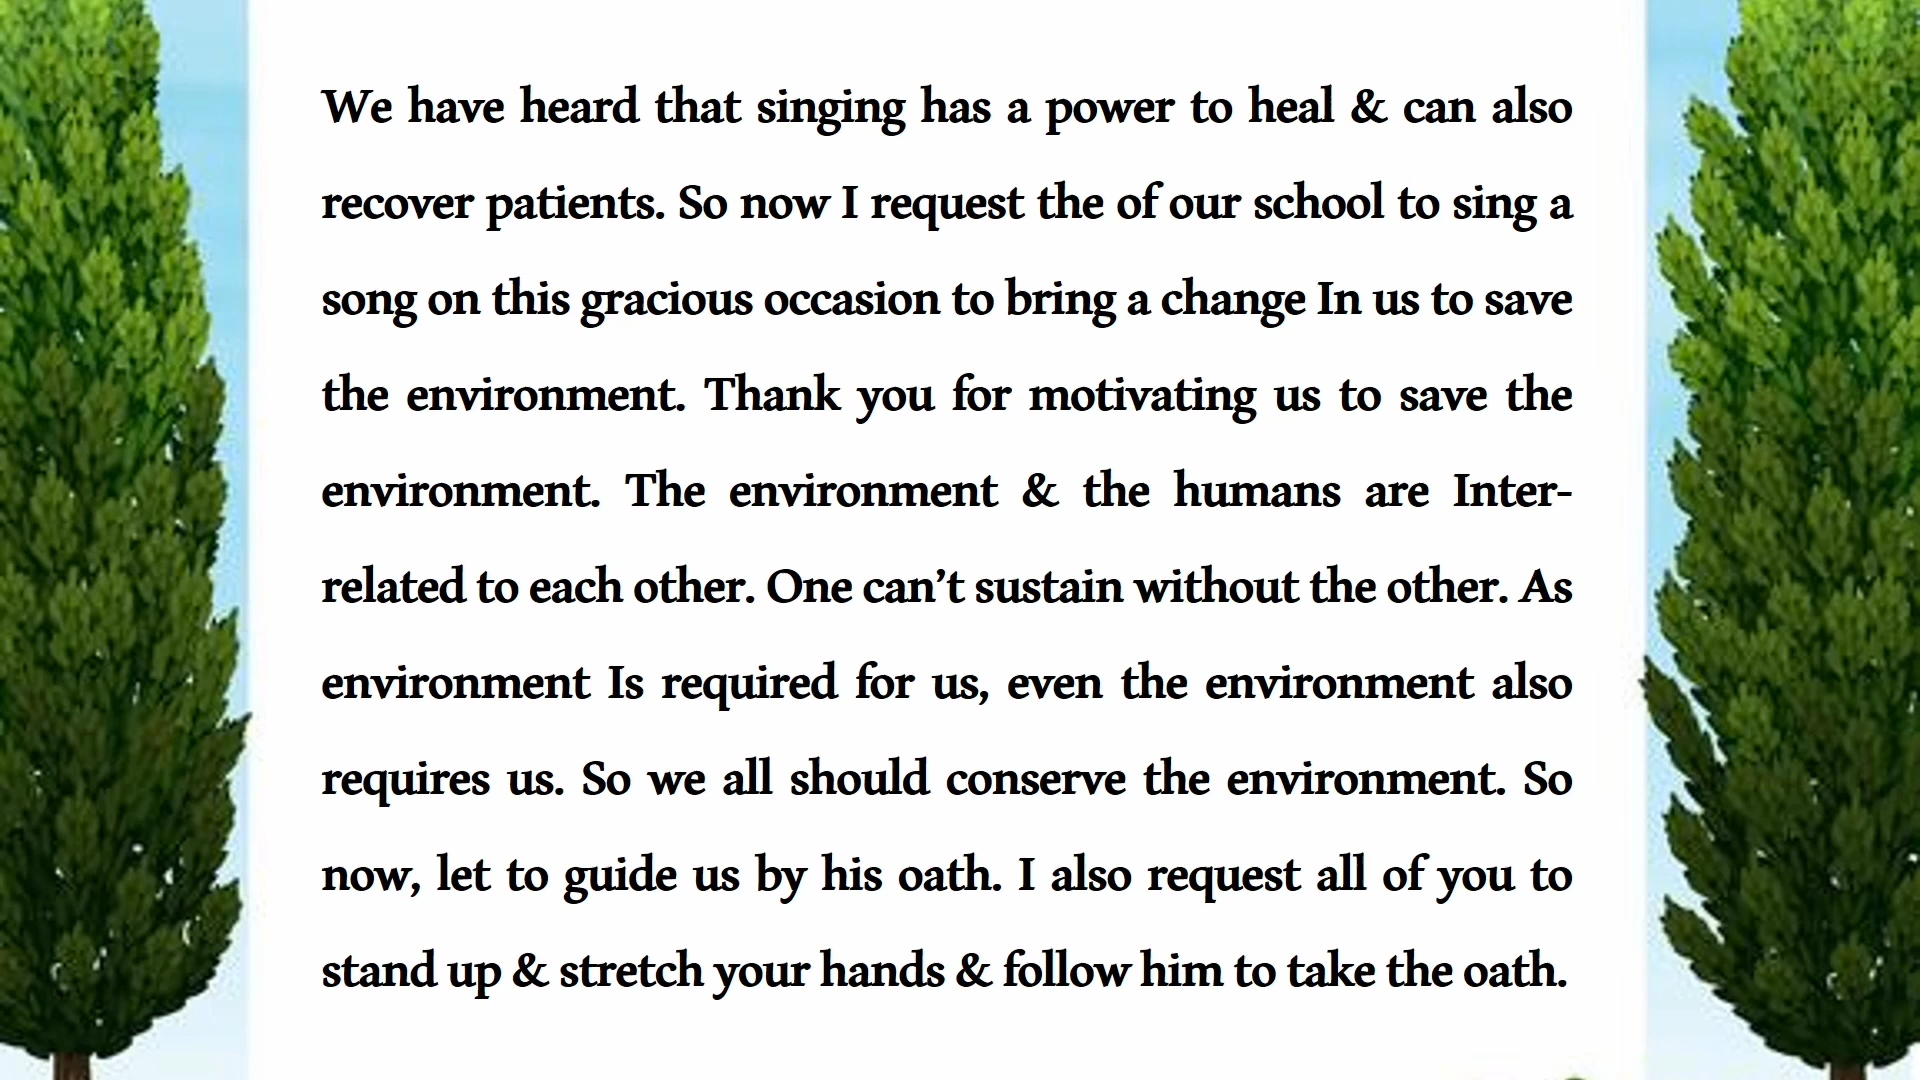 We have heard that singing has a power to heal & can also
recover patients. So now I request the of our school to sing a
song on this gracious occasion to bring a change In us to save
the environment. Thank you for motivating us to save the
environment. The environment & the humans are Inter-
related to each other. One can’t sustain without the other. As
environment Is required for us, even the environment also
requires us. So we all should conserve the environment. So
now, let to guide us by his oath. I also request all of you to
stand up & stretch your hands & follow him to take the oath.